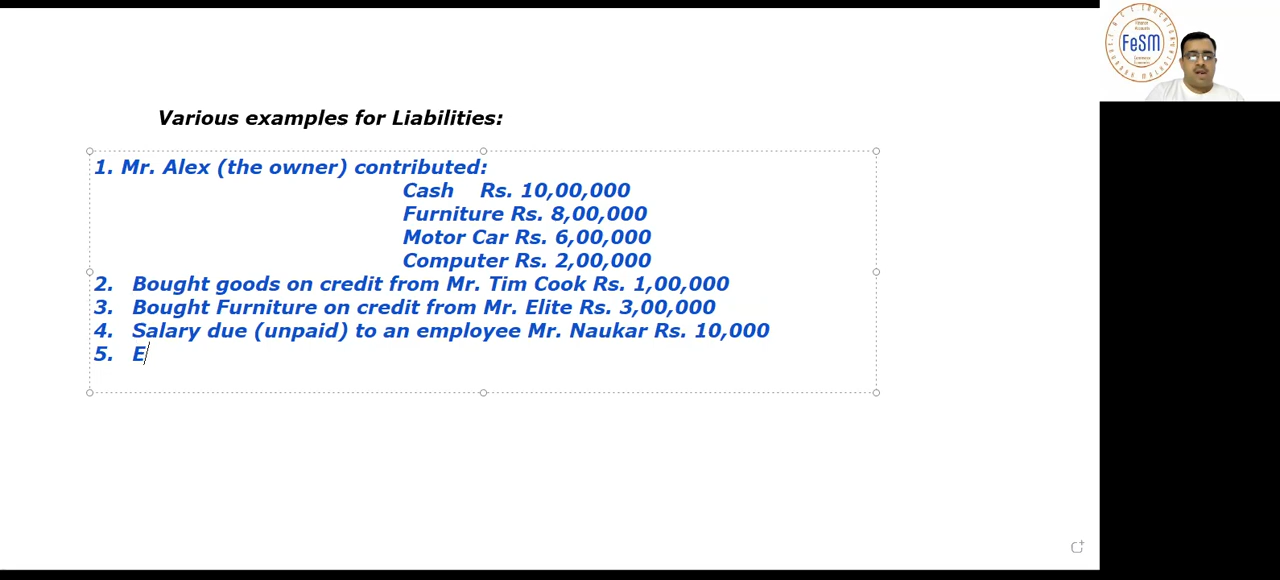 Various examples for Liabilities:
1. Mr. Alex (the owner) contributed:
Cash Rs. 10,00,000
Furniture Rs. 8,00,000
Motor Car Rs. 6,00,000
Computer Rs. 2,00,000
2. Bought goods on credit from Mr. Tim Cook Rs. 1,00,000
3. Bought Furniture on credit from Mr. Elite Rs. 3,00,000
4. Salary due (unpaid) to an employee Mr. Naukar Rs. 10,000
5. E
FeSM